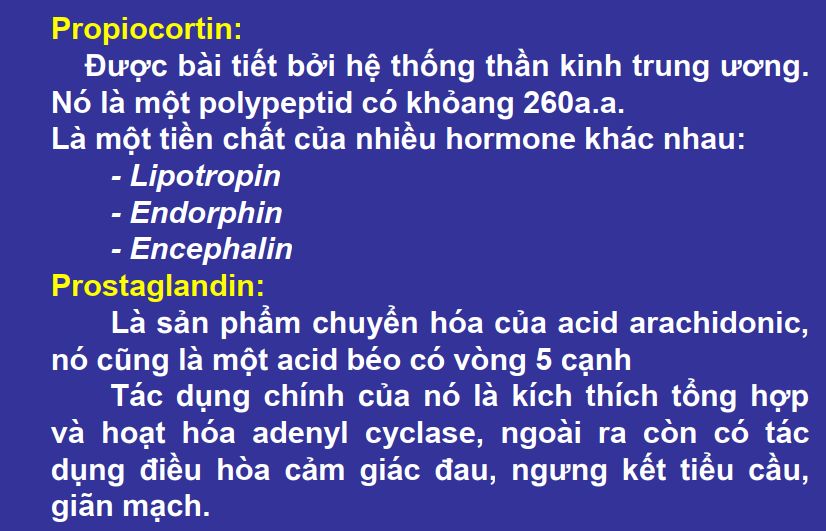 Propiocortin:
Được bài tiết bởi hệ thống thần kinh trung ương.
Nó là một polypeptid có khỏang 260a.a.
Là một tiền chất của nhiều hormone khác nhau:
- Lipotropin
- Endorphin
- Encephalin
Prostaglandin:
Là sản phẩm chuyển hóa của acid arachidonic,
nó cũng là một acid béo có vòng 5 cạnh
Tác dụng chính của nó là kích thích tổng hợp
và hoạt hóa adenyl cyclase, ngoài ra còn có tác
dụng điều hòa cảm giác đau, ngưng kết tiểu cầu,
giãn mạch.